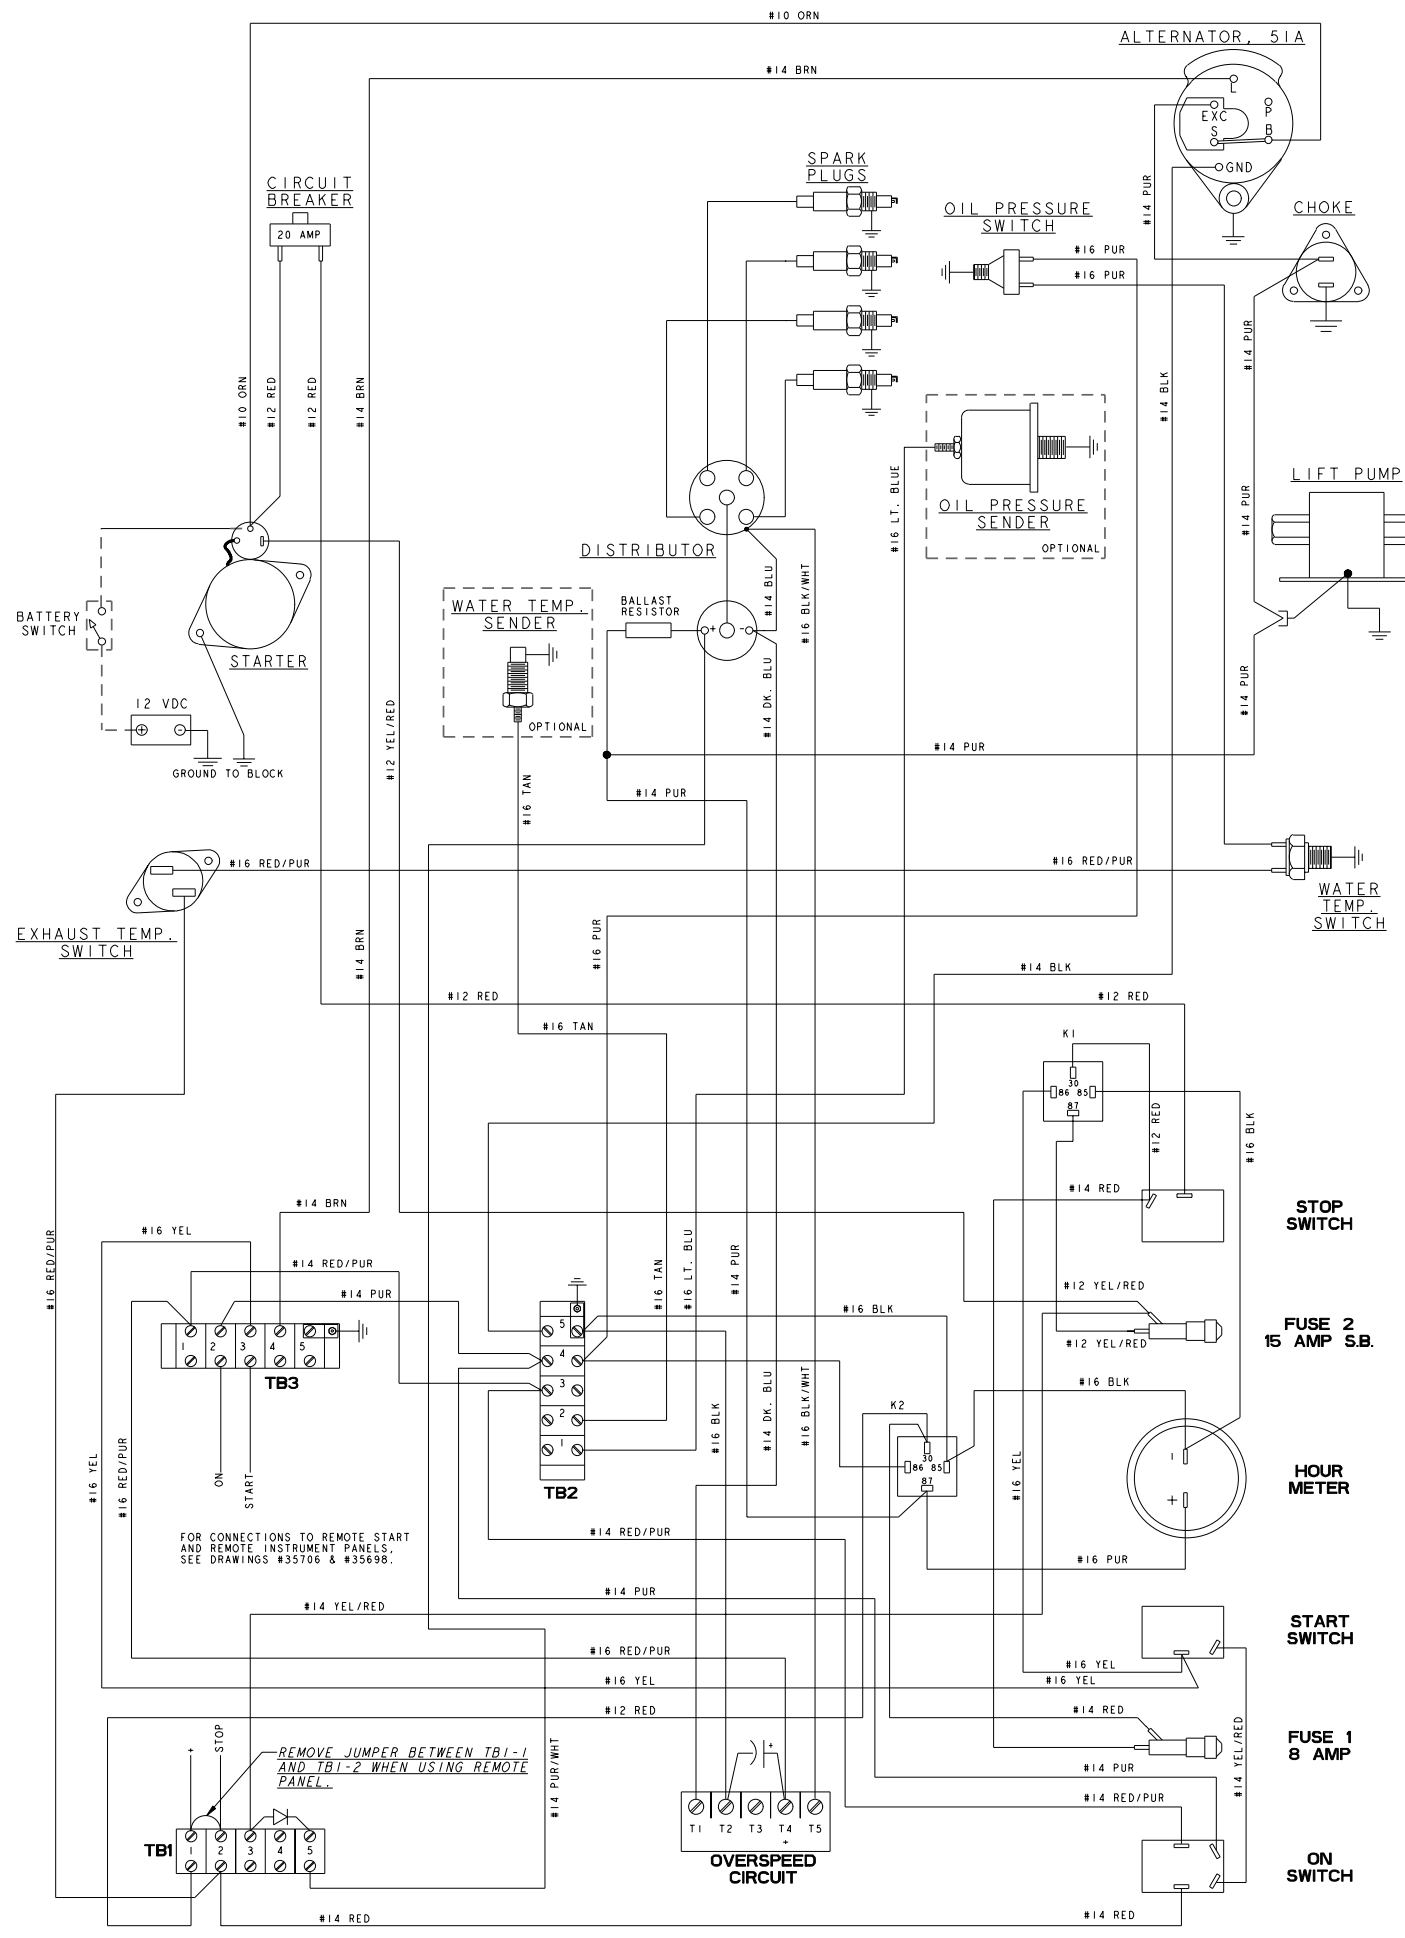 #10 ORN
ALTERNATOR, 51A
#14 BRN
L
P
EXC
S
B
GND
SPARK
PLUGS
CIRCUIT
BREAKER
20 AMP
#14 PUR
OIL PRESSURE
SWITCH
#16 PUR
#16 PUR
CHOKE
#10 ORN
#12 RED
#12 RED
#14 BRN
#14 PUR
#14 BLK
#16 LT. BLUE
OIL PRESSURE
SENDER
OPTIONAL
LIFT PUMP
#14 PUR
DISTRIBUTOR
#14 BLU
#16 BLK/WHT
BATTERY
SWITCH
STARTER
WATER TEMP.
SENDER
OPTIONAL
BALLAST
RESISTOR
+
-
#14 DK. BLU
#14 PUR
12 VDC
+
-
GROUND TO BLOCK
#12 YEL/RED
#14 PUR
#16 TAN
#14 PUR
#16 RED/PUR
#16 RED/PUR
WATER
TEMP.
SWITCH
EXHAUST TEMP.
SWITCH
#14 BRN
#16 PUR
#14 BLK
#12 RED
#12 RED
#16 TAN
K1
30
86
85
87
#12 RED
#16 BLK
#14 RED
STOP
SWITCH
#14 BRN
#16 YEL
#16 RED/PUR
#14 RED/PUR
#14 PUR
#16 TAN
#16 LT. BLU
#14 PUR
#12 YEL/RED
#16 BLK
FUSE 2
15 AMP S.B.
#12 YEL/RED
1
2
3
4
5
TB3
5
4
3
2
1
TB2
#16 BLK
#14 DK. BLU
#16 BLK/WHT
#16 BLK
K2
30
86
85
87
#16 YEL
-
+
HOUR
METER
#16 YEL
#16 RED/PUR
ON
START
FOR CONNECTIONS TO REMOTE START
AND REMOTE INSTRUMENT PANELS,
SEE DRAWINGS #35706 & #35698.
#14 RED/PUR
#16 PUR
#14 PUR
#14 YEL/RED
START
SWITCH
#16 RED/PUR
#16 YEL
#16 YEL
#16 YEL
#12 RED
#14 RED
FUSE 1
8 AMP
+
STOP
REMOVE JUMPER BETWEEN TB1-1
AND TB1-2 WHEN USING REMOTE
PANEL.
#14 PUR/WHT
+
#14 PUR
#14 YEL/RED
#14 RED/PUR
TB1
1
2
3
4
5
T1
T2
T3
T4
T5
+
OVERSPEED
CIRCUIT
ON
SWITCH
#14 RED
#14 RED